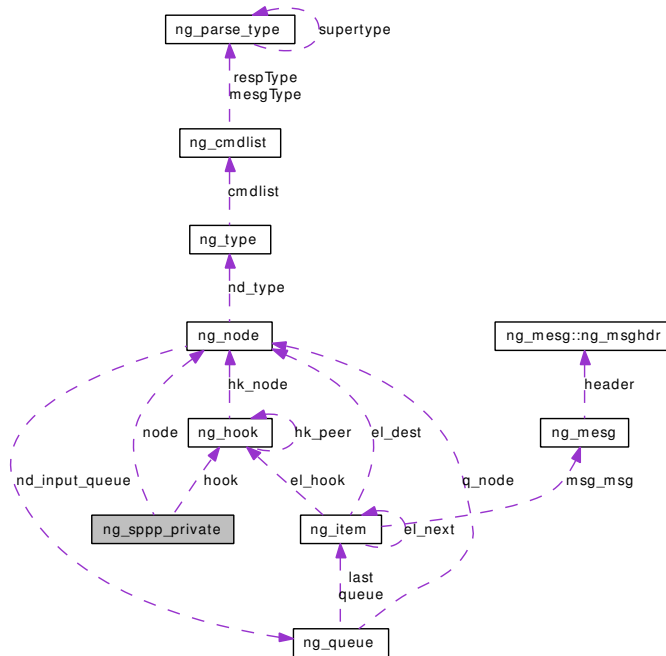 ng_parse_type
supertype
respType
mesgType
ng_cmdlist
cmdlist
ng_type
nd_type
ng_node
ng_mesg::ng_msghdr
hk_node
header
ng_hook
hk_peer
node
el_dest
ng_mesg
nd_input_queue
hook
el_hook
q_node
msg_msg
ng_sppp_private
ng_item
el_next
last
queue
ng_queue